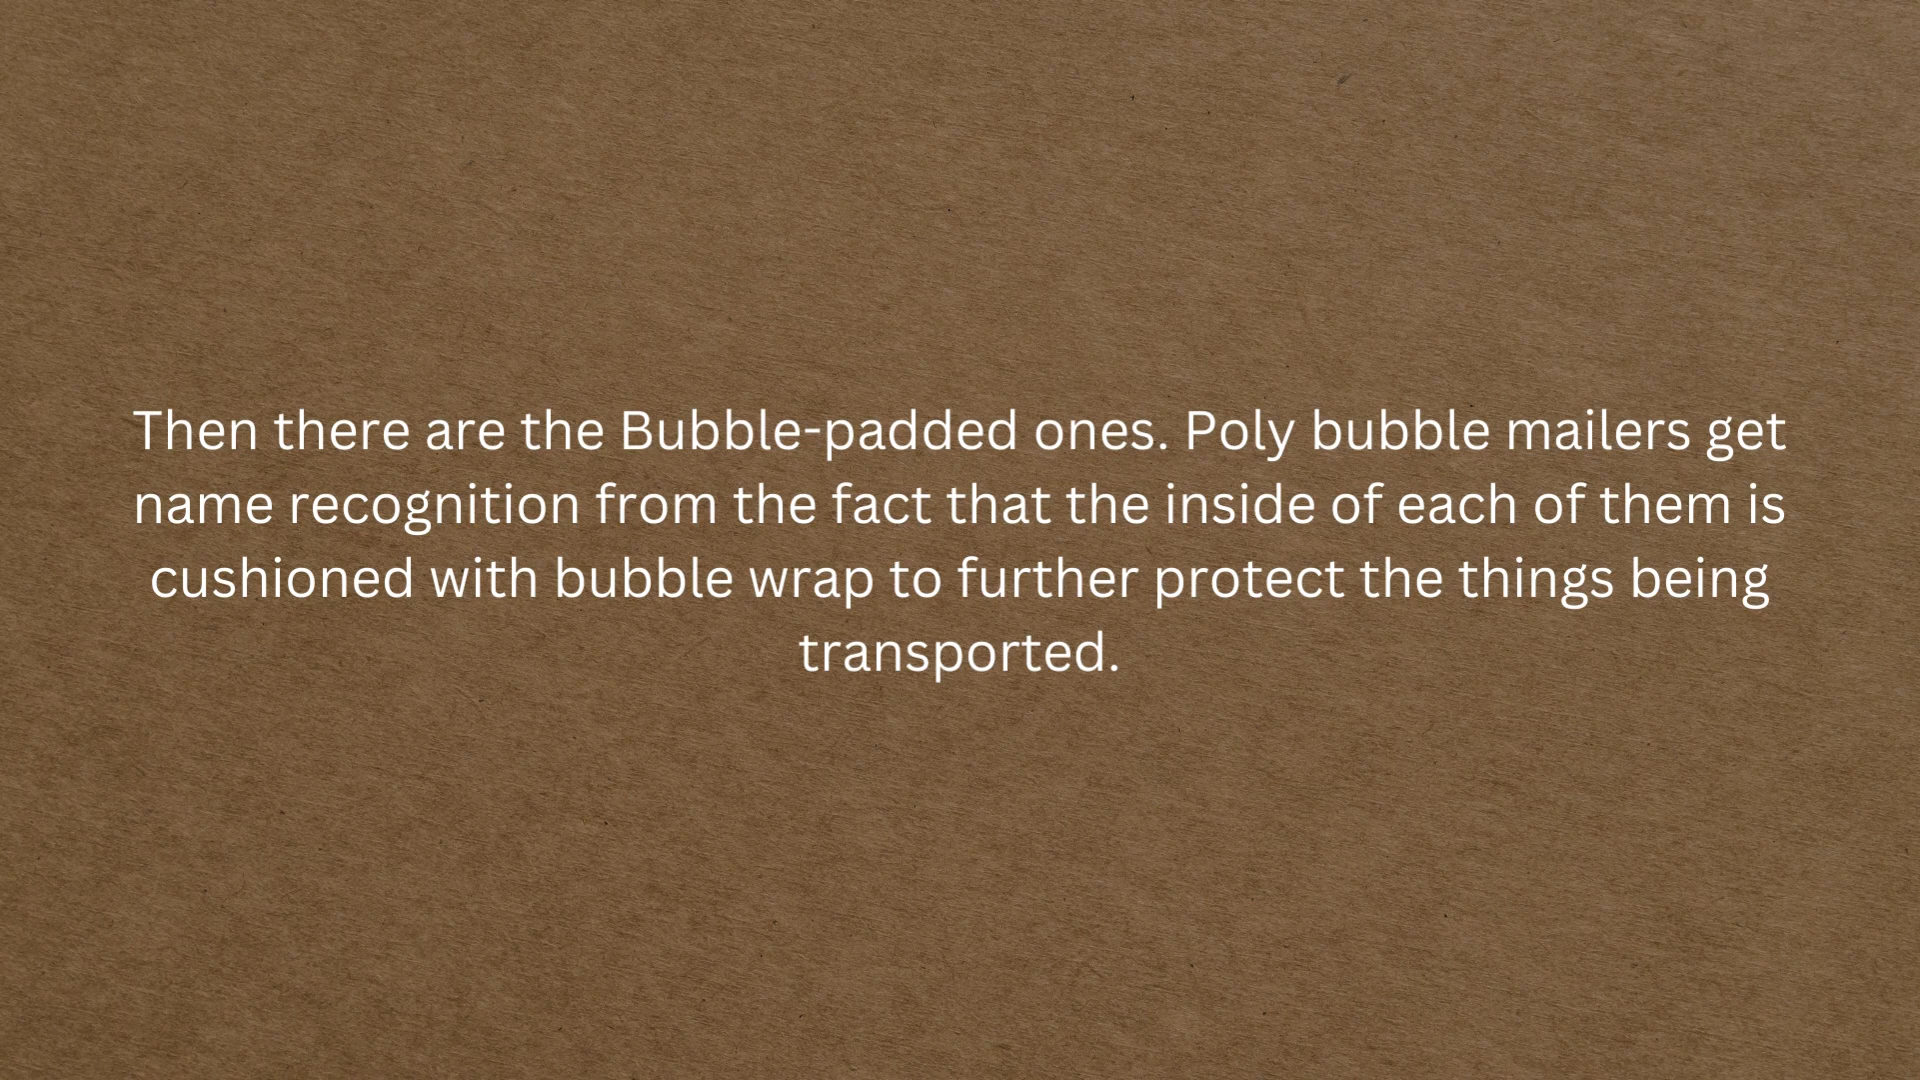 Then there are the Bubble-padded ones. Poly bubble mailers get
name recognition from the fact that the inside of each of them is
cushioned with bubble wrap to further protect the things being
transported.